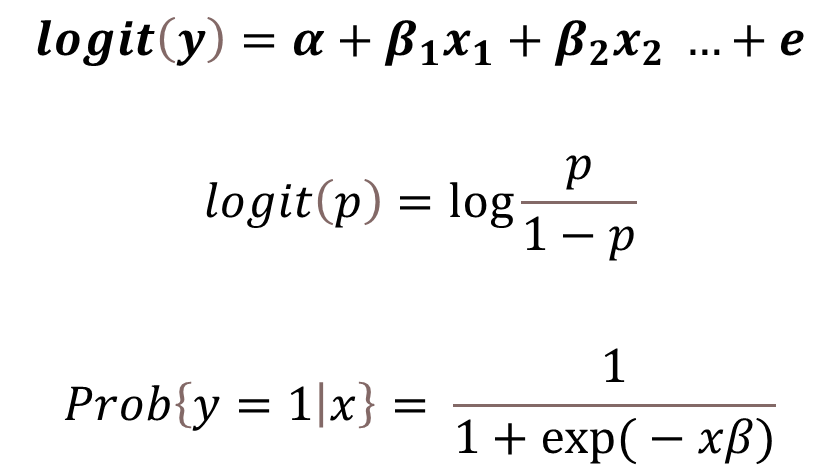 logit(y) = α + β₁x₁ + β₂x₂ … + e
logit(p) = log p / 1 − p
Prob{y = 1|x} = 1 / 1 + exp( − xβ)